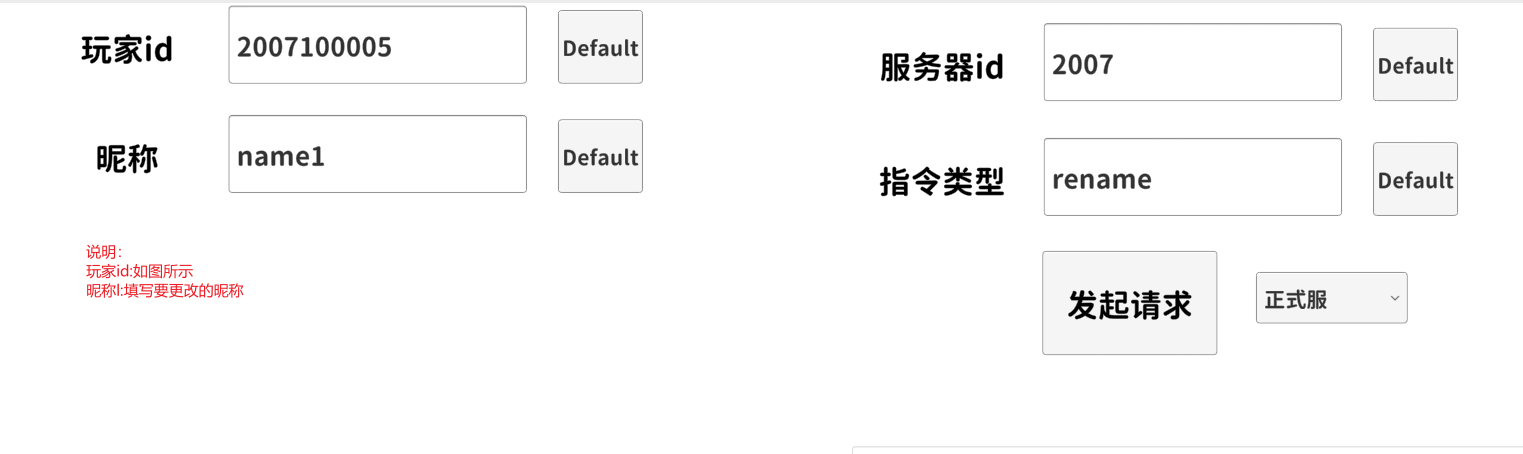 玩家id 2007100005 Default
昵称 name1 Default
说明:
玩家id:如图所示
昵称l:填写要更改的昵称
服务器id 2007 Default
指令类型 rename Default
发起请求 正式服